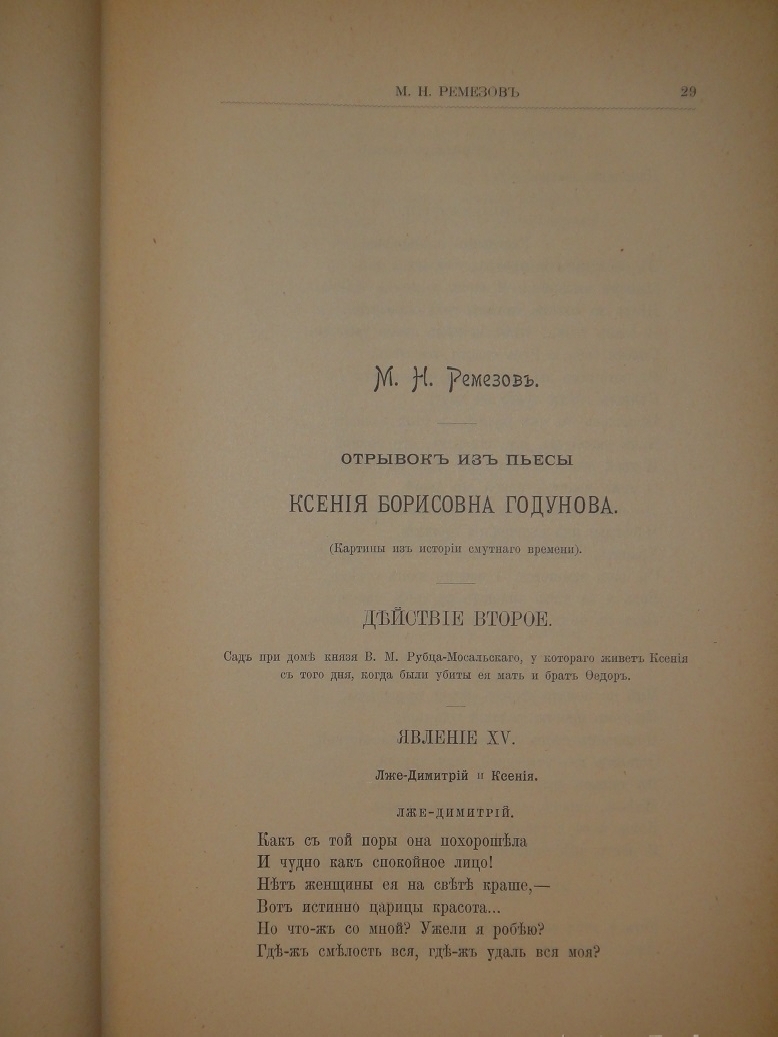 М. Н. РЕМЕЗОВЪ
29
М. Н. Ремезовъ.
ОТРЫВОКЪ ИЗЪ ПЬЕСЫ
КСЕНІЯ БОРИСОВНА ГОДУНОВА.
(Картины изъ исторіи смутнаго времени).
ДѢЙСТВІЕ ВТОРОЕ.
Садъ при домѣ князя В. М. Рубца-Мосальскаго, у котораго живетъ Ксенія
съ того дня, когда были убиты ея мать и братъ Ѳедоръ.
ЯВЛЕНІЕ XV.
Лже-Димитрій и Ксенія.
ЛЖЕ-ДИМИТРІЙ.
Какъ съ той поры она похорошѣла
И чудно какъ спокойное лицо!
Нѣтъ женщины ея на свѣтѣ краше,—
Вотъ истинно царицы красота...
Но что-жъ со мной? Ужели я робѣю?
Гдѣ-жъ смѣлость вся, гдѣ-жъ удаль вся моя?